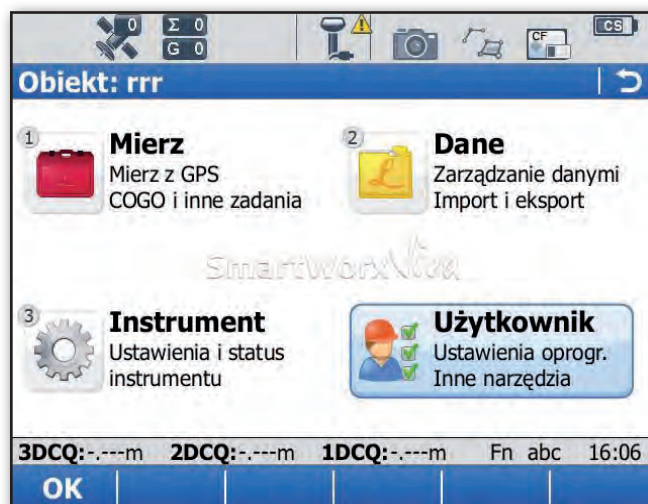 0
Σ 0
G 0
CF
CS
Obiekt: rrr
1
Mierz
Mierz z GPS
COGO i inne zadania
2
Dane
Zarządzanie danymi
Import i eksport
SmartWorx Viva
3
Instrument
Ustawienia i status
instrumentu
Użytkownik
Ustawienia oprogr.
Inne narzędzia
3DCQ:-.---m 2DCQ:-.---m 1DCQ:-.---m Fn abc 16:06
OK